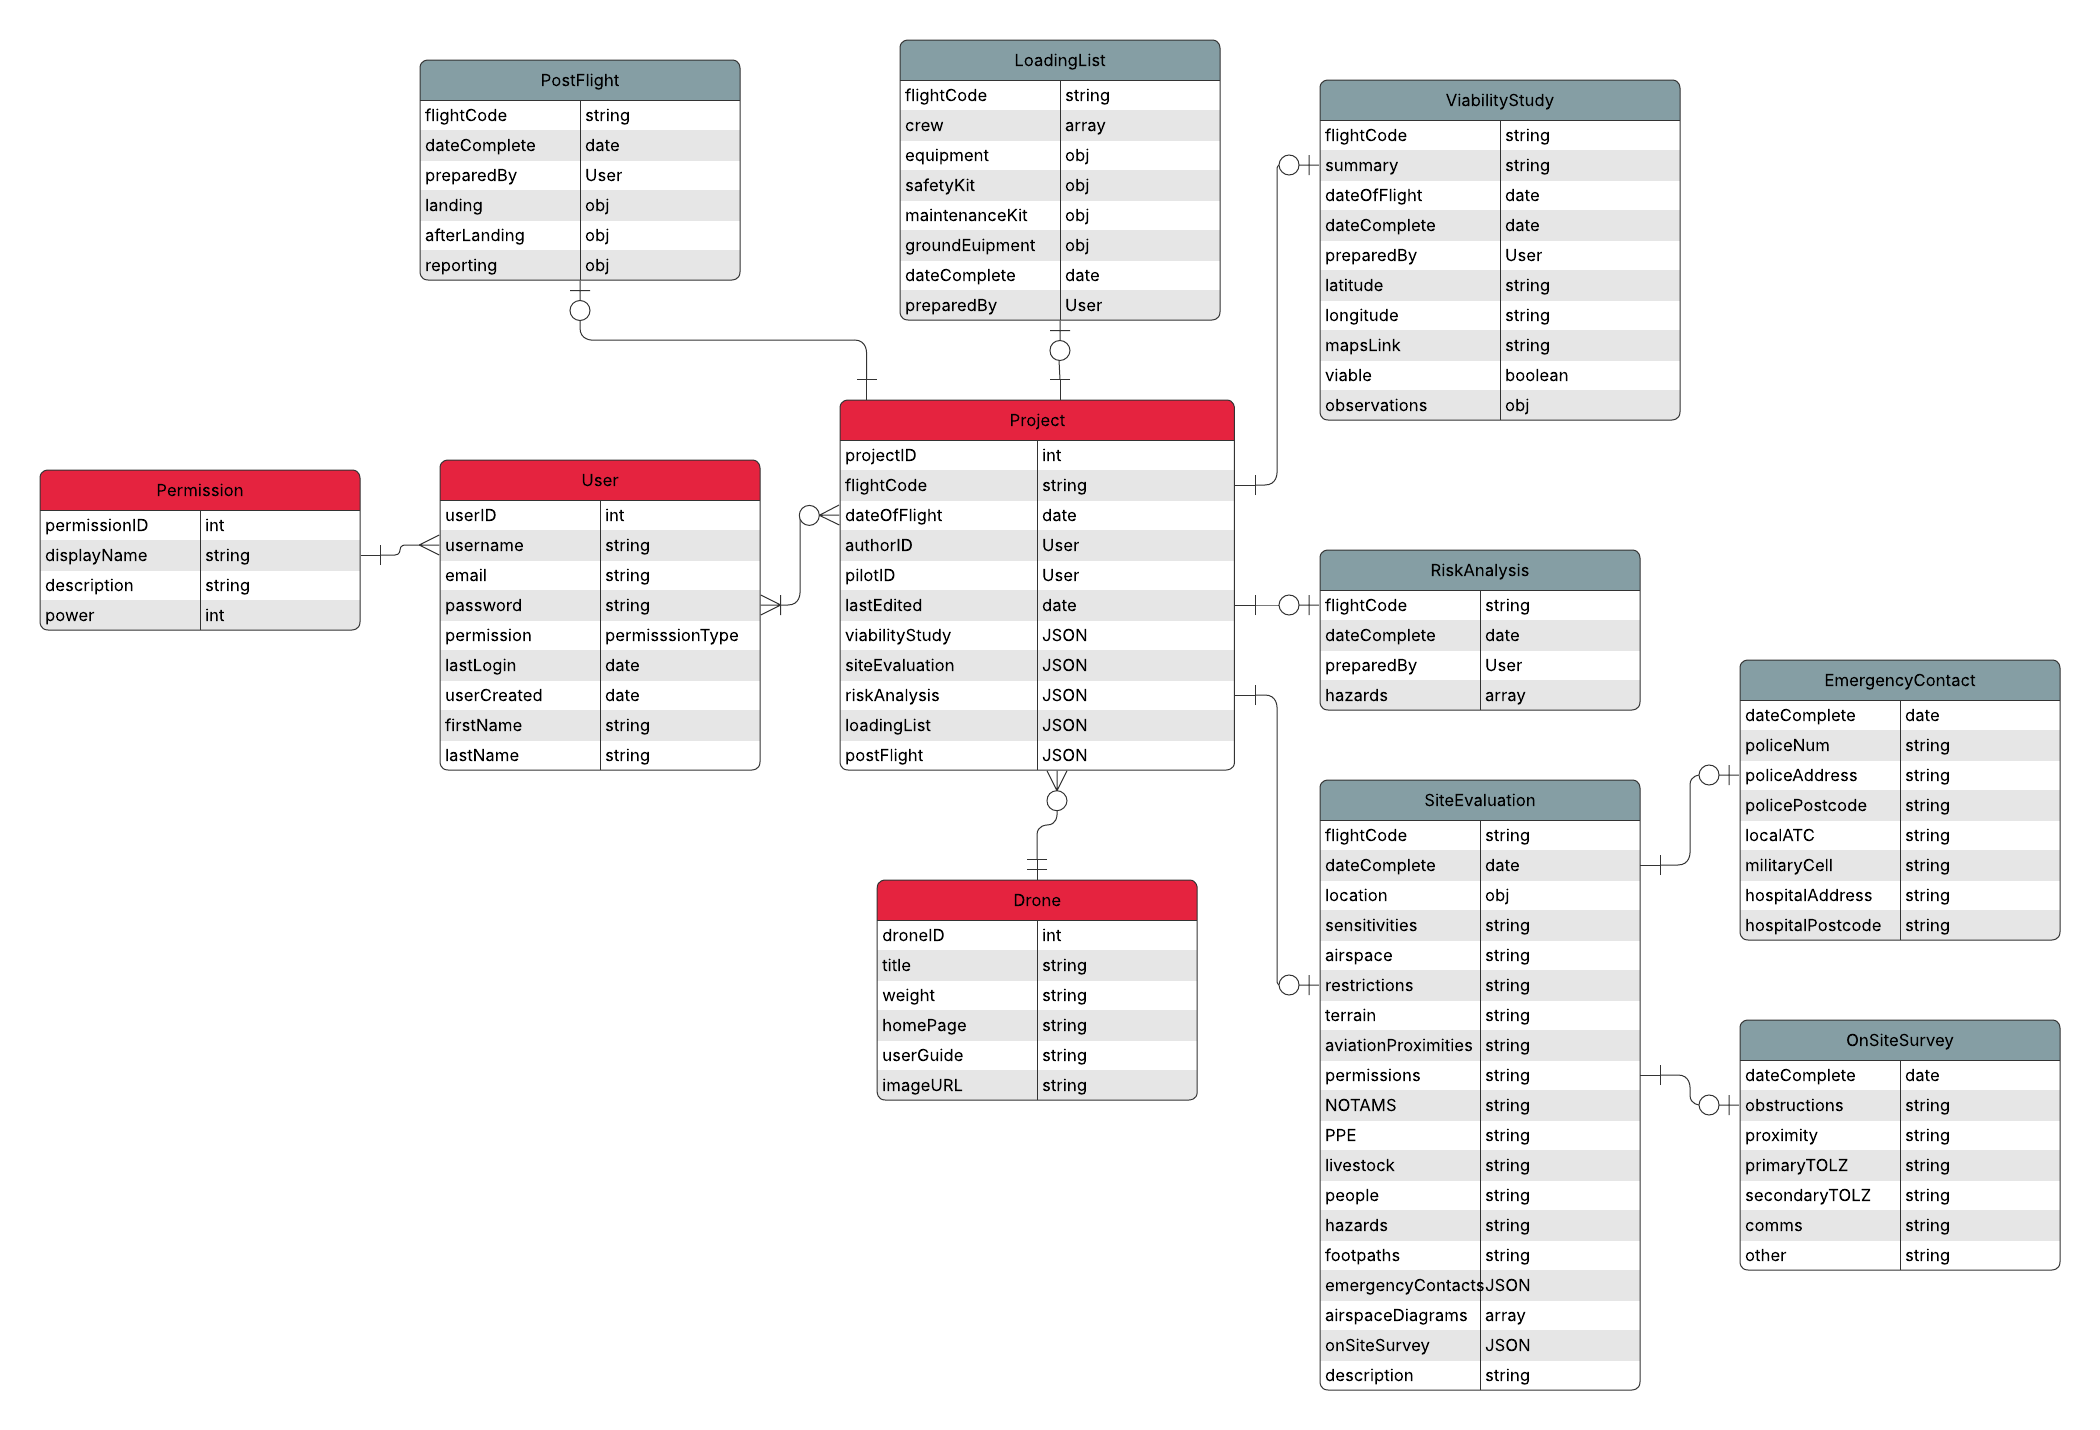 PostFlight
flightCode string
dateComplete date
preparedBy User
landing obj
afterLanding obj
reporting obj
LoadingList
flightCode string
crew array
equipment obj
safetyKit obj
maintenanceKit obj
groundEuipment obj
dateComplete date
preparedBy User
ViabilityStudy
flightCode string
summary string
dateOfFlight date
dateComplete date
preparedBy User
latitude string
longitude string
mapsLink string
viable boolean
observations obj
Permission
permissionID int
displayName string
description string
power int
User
userID int
username string
email string
password string
permission permisssionType
lastLogin date
userCreated date
firstName string
lastName string
Project
projectID int
flightCode string
dateOfFlight date
authorID User
pilotID User
lastEdited date
viabilityStudy JSON
siteEvaluation JSON
riskAnalysis JSON
loadingList JSON
postFlight JSON
RiskAnalysis
flightCode string
dateComplete date
preparedBy User
hazards array
EmergencyContact
dateComplete date
policeNum string
policeAddress string
policePostcode string
localATC string
militaryCell string
hospitalAddress string
hospitalPostcode string
Drone
droneID int
title string
weight string
homePage string
userGuide string
imageURL string
SiteEvaluation
flightCode string
dateComplete date
location obj
sensitivities string
airspace string
restrictions string
terrain string
aviationProximities string
permissions string
NOTAMS string
PPE string
livestock string
people string
hazards string
footpaths string
emergencyContacts JSON
airspaceDiagrams array
onSiteSurvey JSON
description string
OnSiteSurvey
dateComplete date
obstructions string
proximity string
primaryTOLZ string
secondaryTOLZ string
comms string
other string